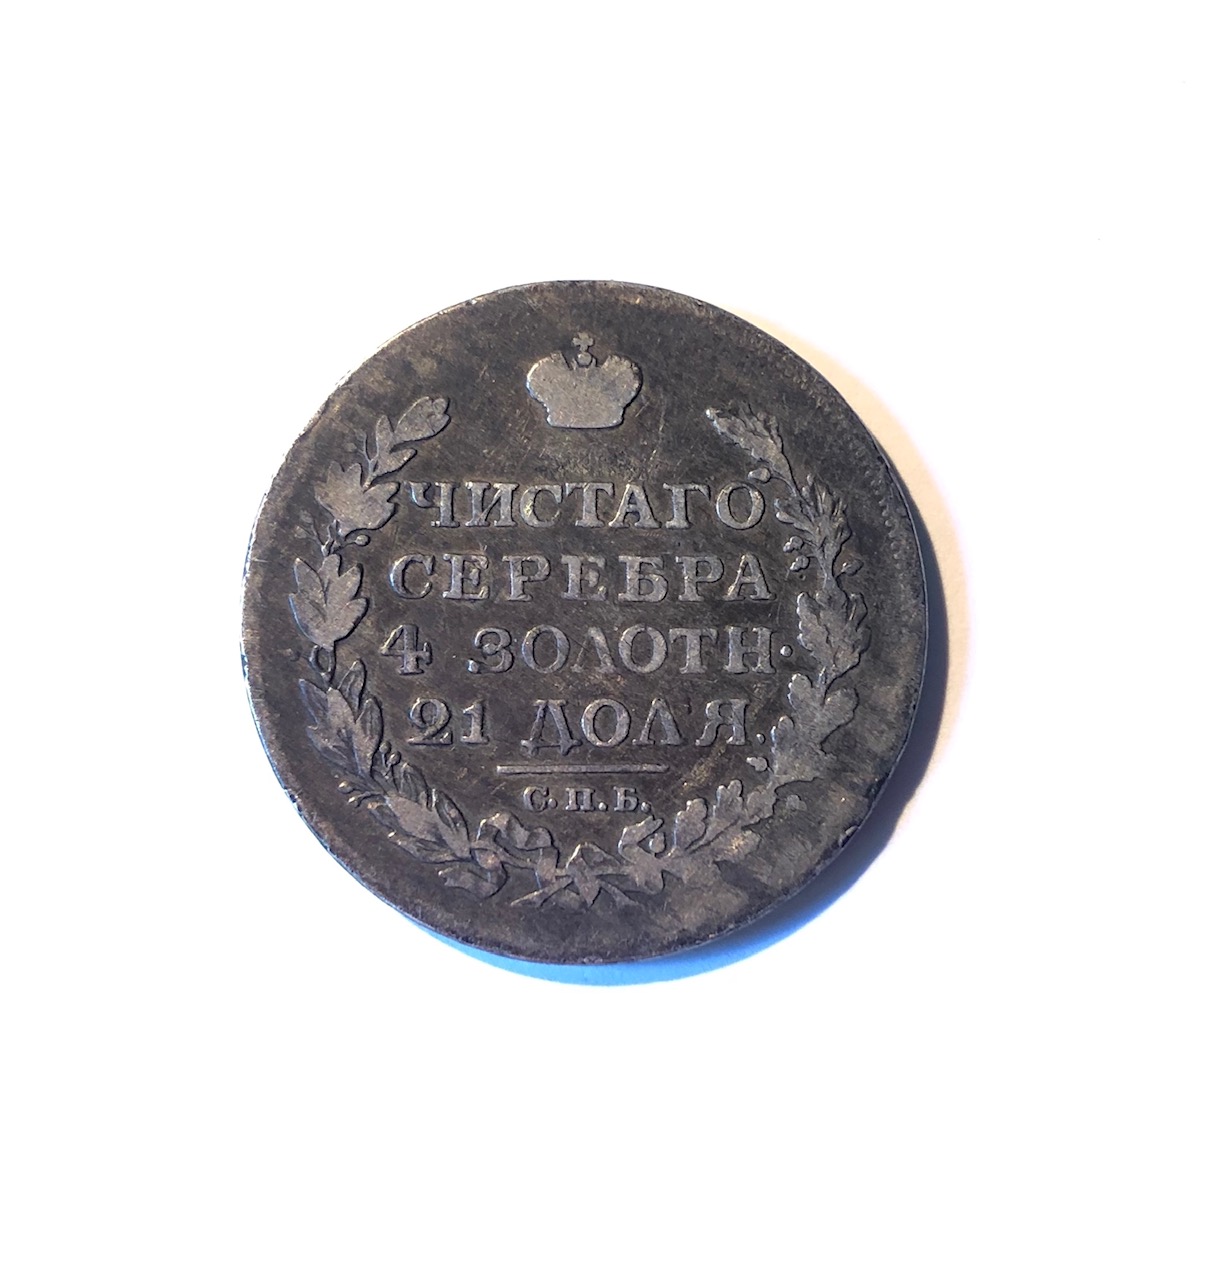 ЧИСТАГО
СЕРЕБРА
4 ЗОЛОТН.
21 ДОЛЯ.
С.П.Б.